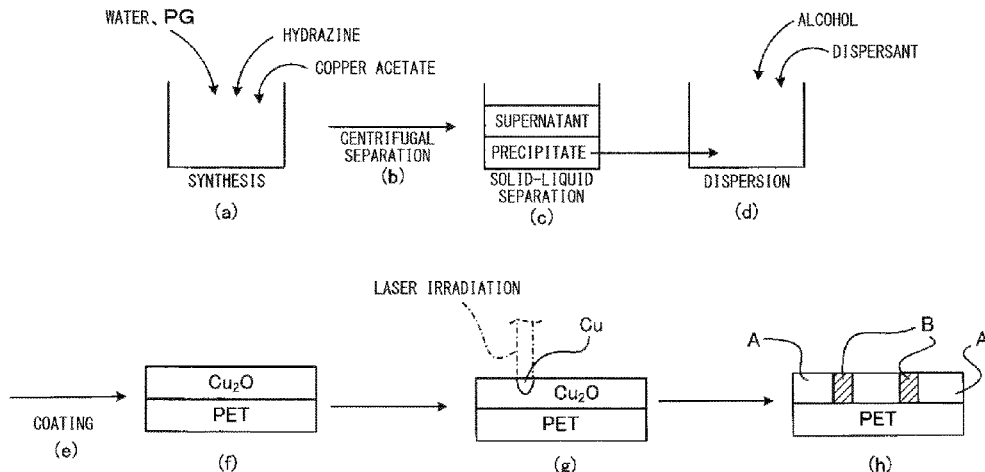 WATER、PG
HYDRAZINE
COPPER ACETATE
SYNTHESIS
(a)
CENTRIFUGAL
SEPARATION
(b)
SUPERNATANT
PRECIPITATE
SOLID-LIQUID
SEPARATION
(c)
ALCOHOL
DISPERSANT
DISPERSION
(d)
COATING
(e)
Cu₂O
PET
(f)
LASER IRRADIATION
Cu
Cu₂O
PET
(g)
A
B
A
PET
(h)